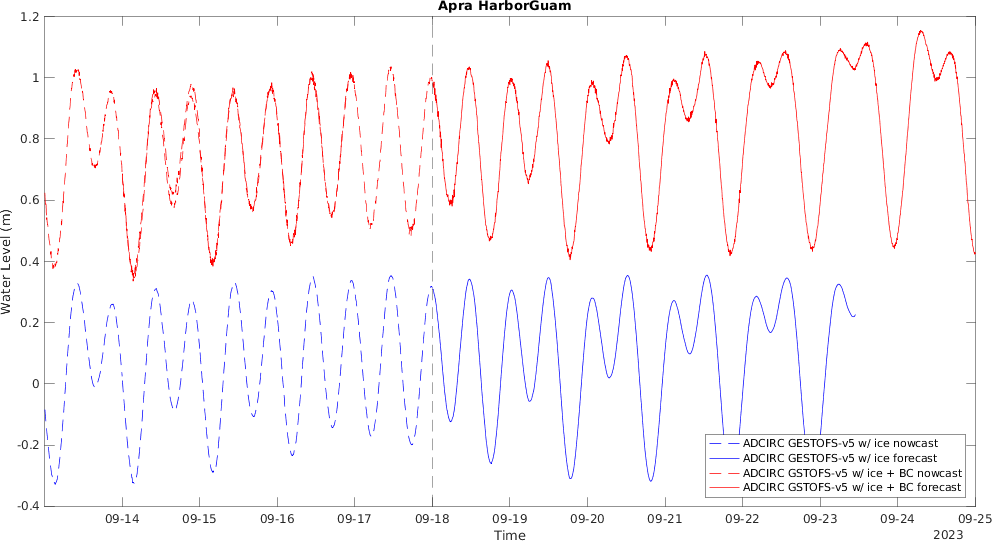 Apra HarborGuam
1.2
1
0.8
0.6
0.4
0.2
0
-0.2
-0.4
Water Level (m)
ADCIRC GESTOFS-v5 w/ ice nowcast
ADCIRC GESTOFS-v5 w/ ice forecast
ADCIRC GSTOFS-v5 w/ ice + BC nowcast
ADCIRC GSTOFS-v5 w/ ice + BC forecast
09-14 09-15 09-16 09-17 09-18 09-19 09-20 09-21 09-22 09-23 09-24 09-25
Time
2023